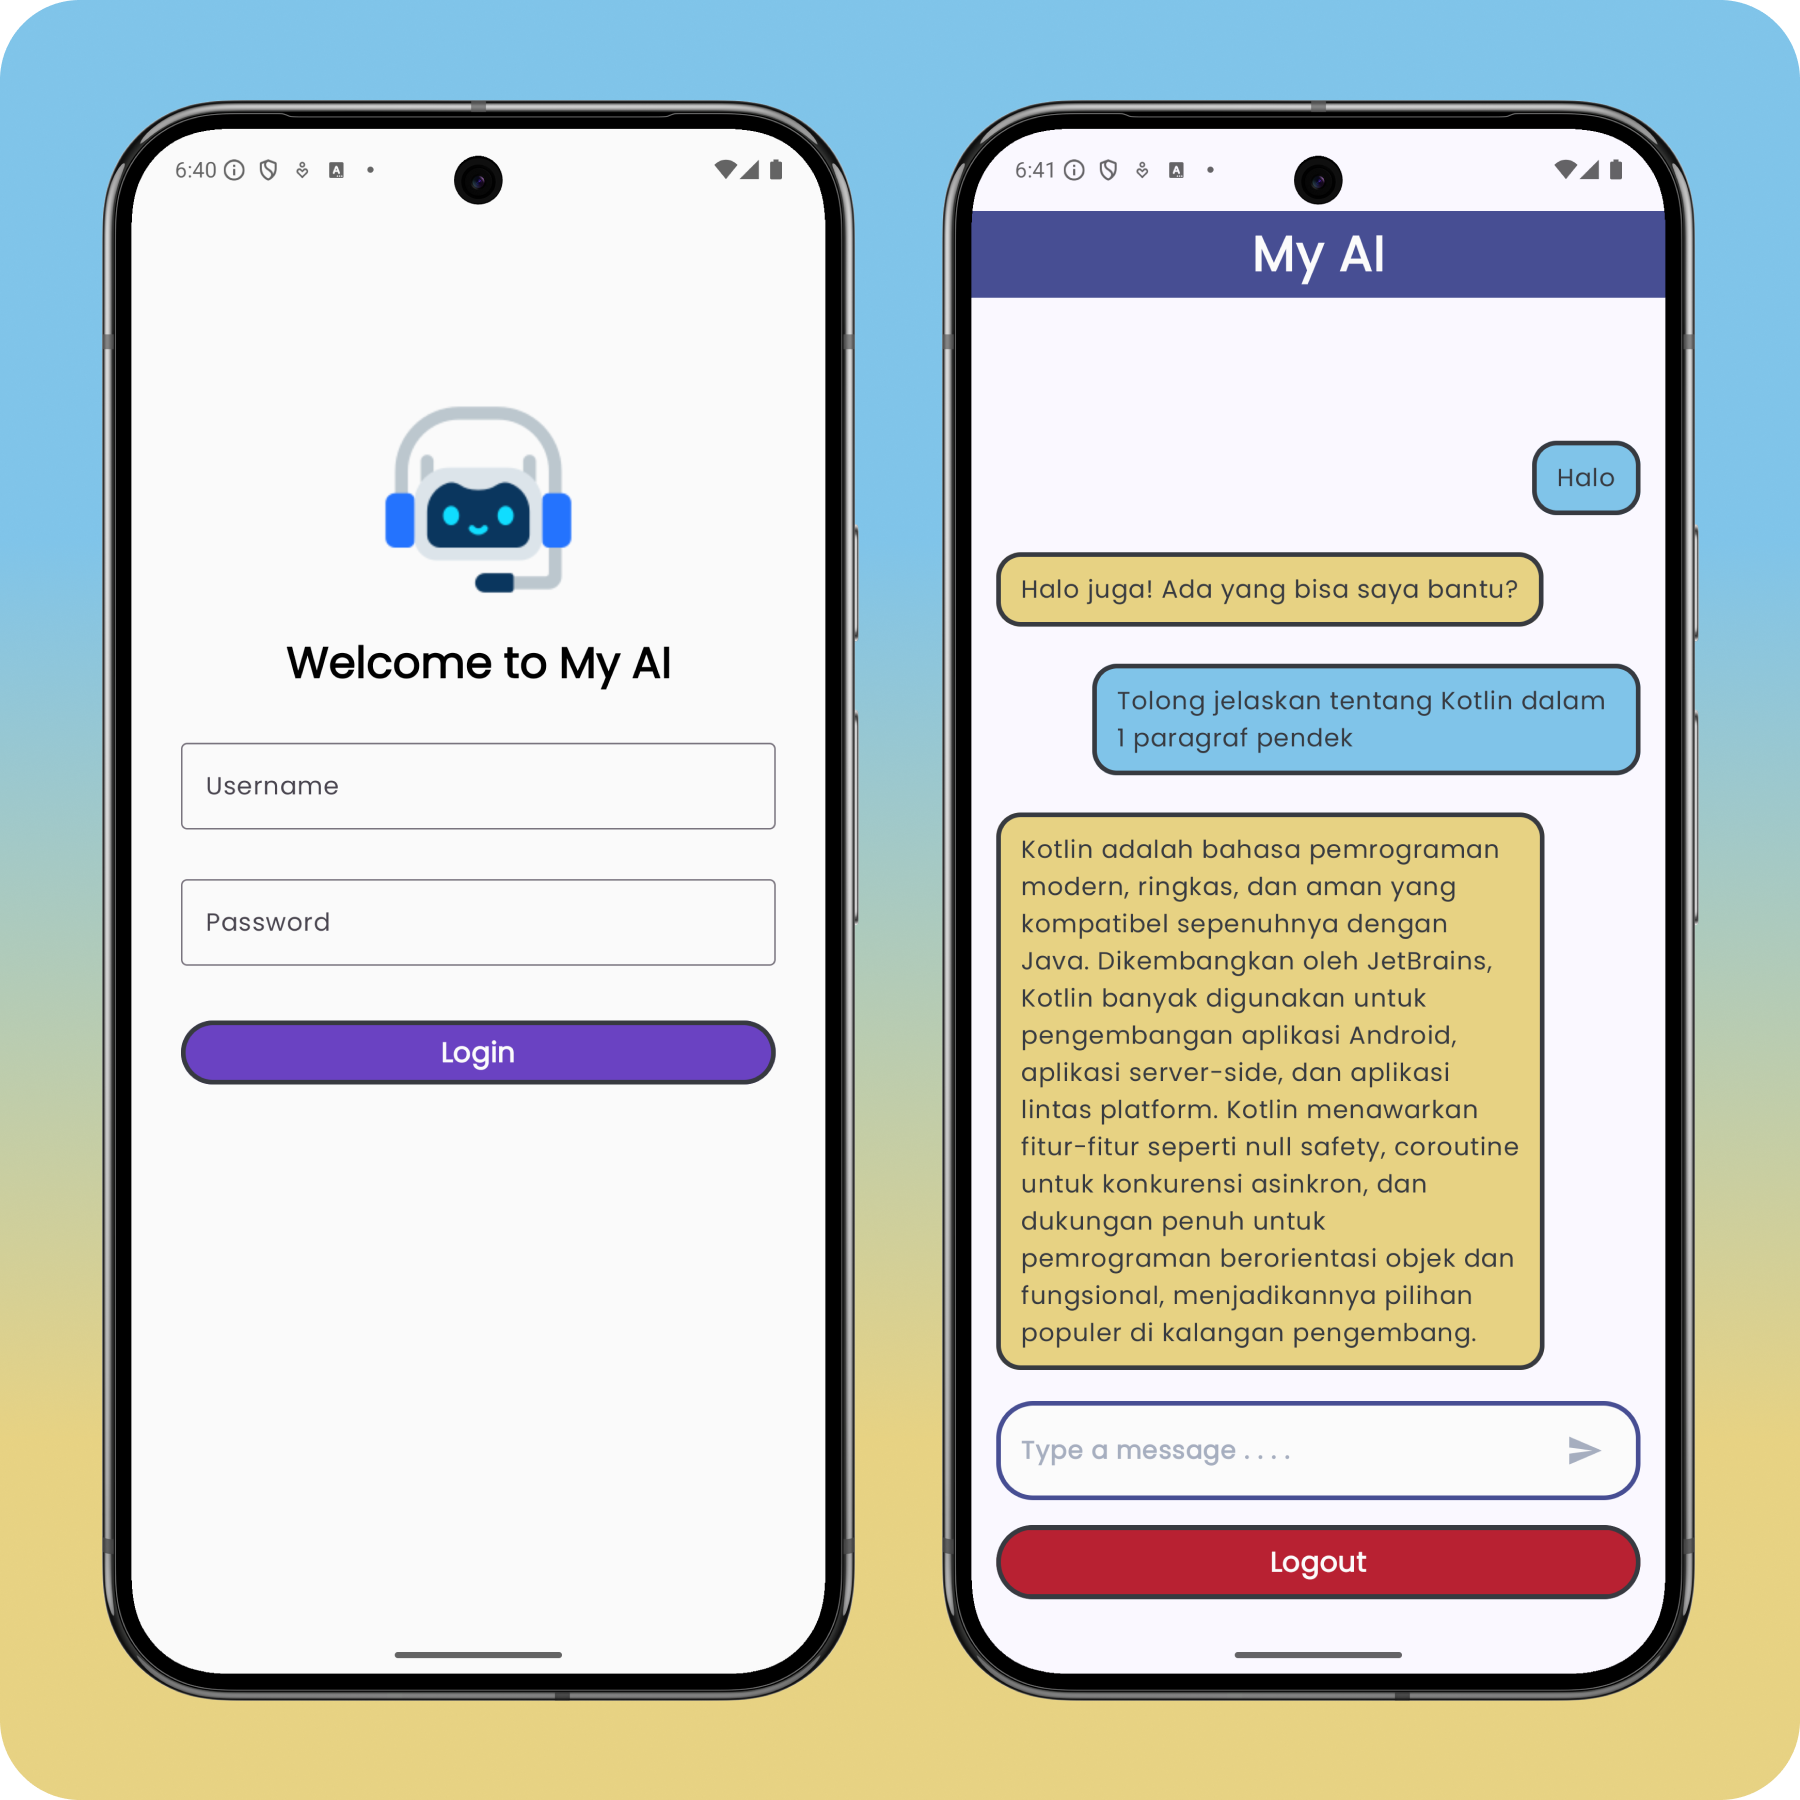 6:40
Welcome to My AI
Username
Password
Login
6:41
My AI
Halo
Halo juga! Ada yang bisa saya bantu?
Tolong jelaskan tentang Kotlin dalam
1 paragraf pendek
Kotlin adalah bahasa pemrograman
modern, ringkas, dan aman yang
kompatibel sepenuhnya dengan
Java. Dikembangkan oleh JetBrains,
Kotlin banyak digunakan untuk
pengembangan aplikasi Android,
aplikasi server-side, dan aplikasi
lintas platform. Kotlin menawarkan
fitur-fitur seperti null safety, coroutine
untuk konkurensi asinkron, dan
dukungan penuh untuk
pemrograman berorientasi objek dan
fungsional, menjadikannya pilihan
populer di kalangan pengembang.
Type a message . . . .
Logout